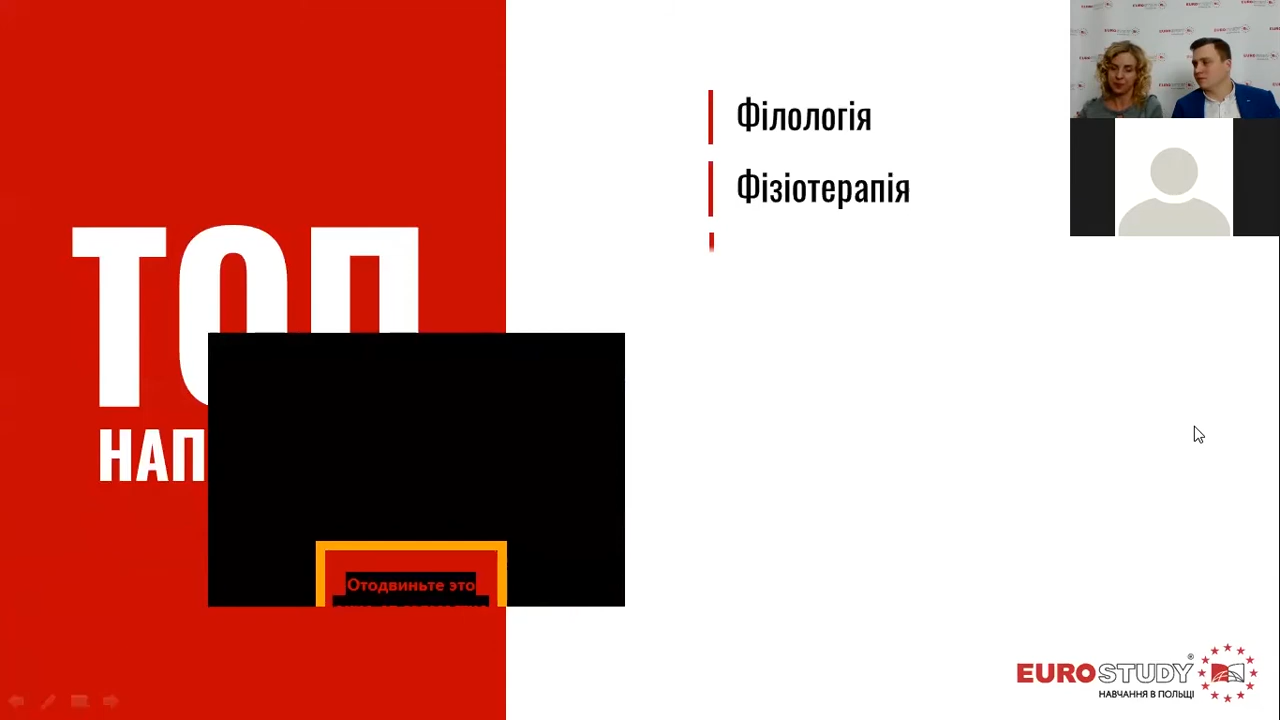 ТОП
НАП
Філологія
Фізіотерапія
Отодвиньте это
EUROSTUDY®
НАВЧАННЯ В ПОЛЬЩІ